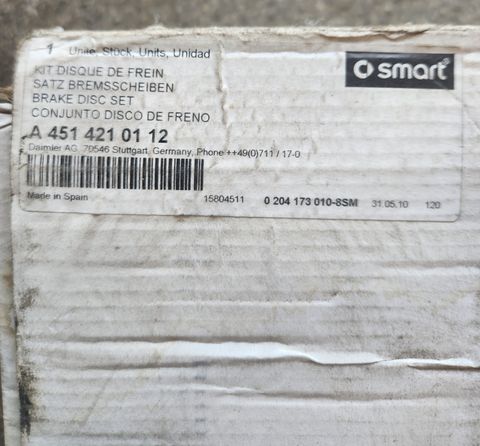 1 Unite, Stück, Units, Unidad
KIT DISQUE DE FREIN
SATZ BREMSSCHEIBEN
BRAKE DISC SET
CONJUNTO DISCO DE FRENO
smart
A 451 421 01 12
Daimler AG, 70546 Stuttgart, Germany, Phone ++49(0)711 / 17-0
Made in Spain 15804511 0 204 173 010-8SM 31.05.10 120